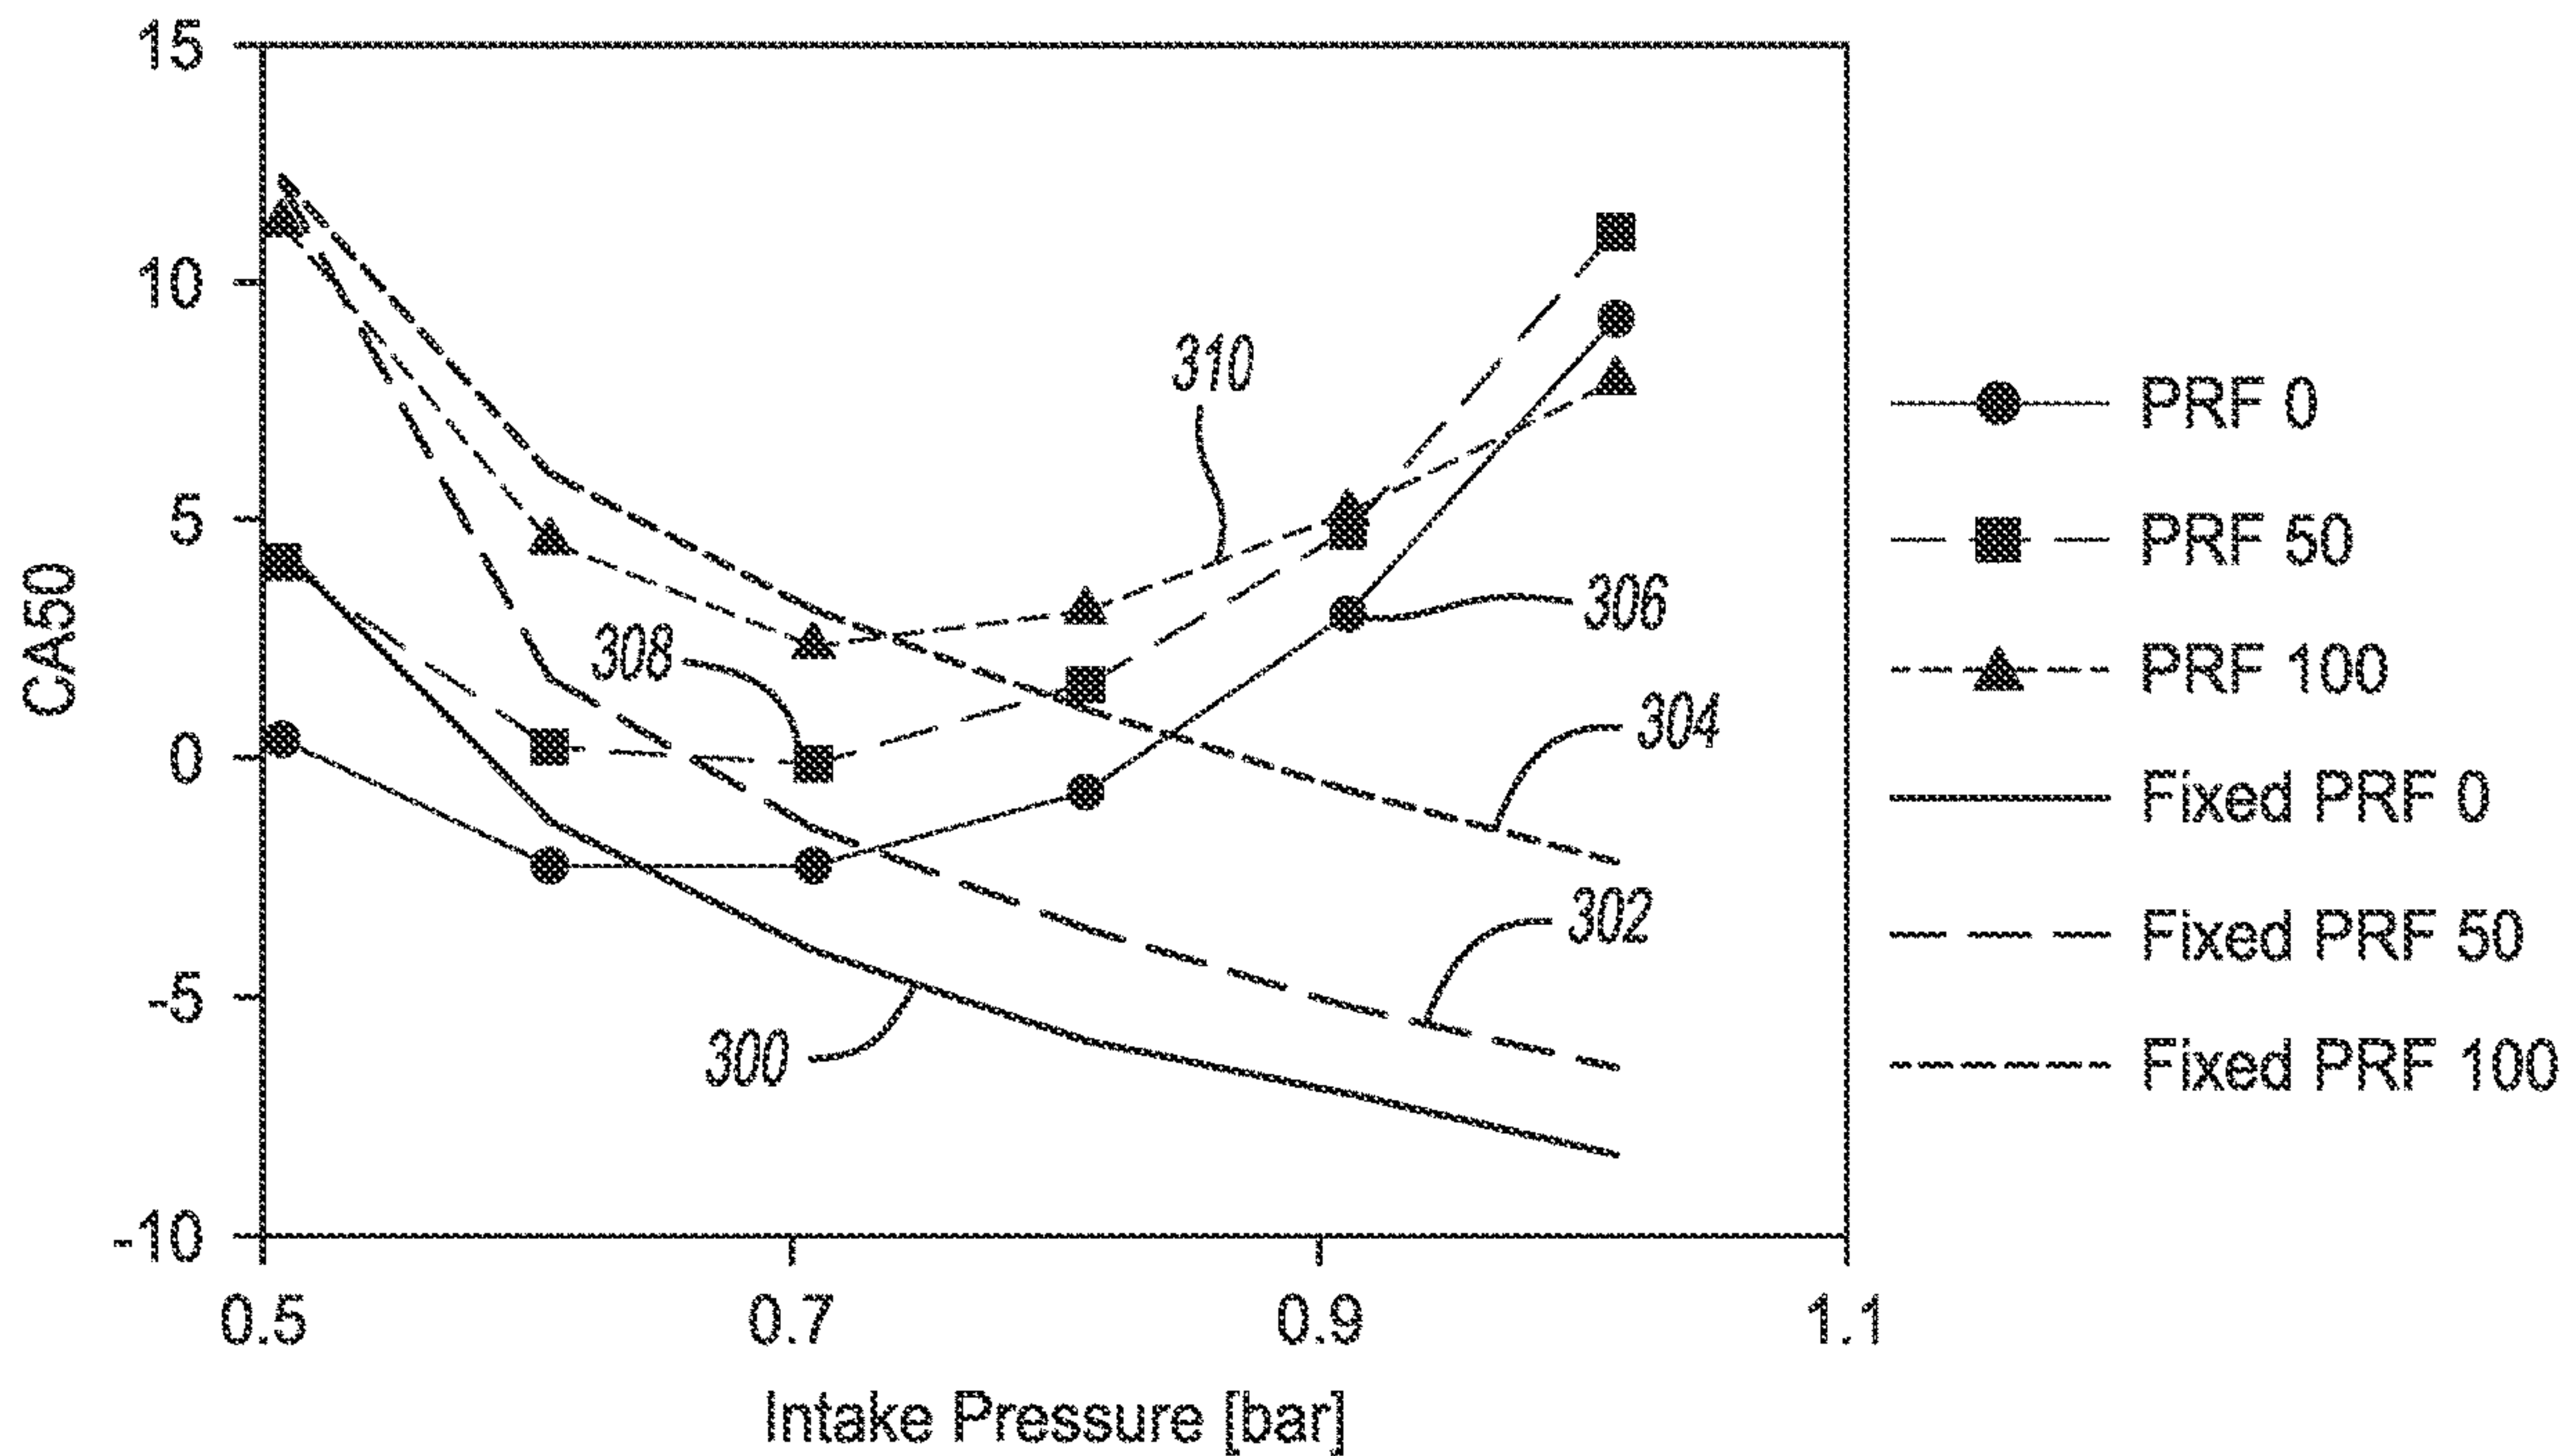 15
10
5
0
-5
-10
CA50
0.5
0.7
0.9
1.1
Intake Pressure [bar]
310
308
306
304
302
300
PRF 0
PRF 50
PRF 100
Fixed PRF 0
Fixed PRF 50
Fixed PRF 100